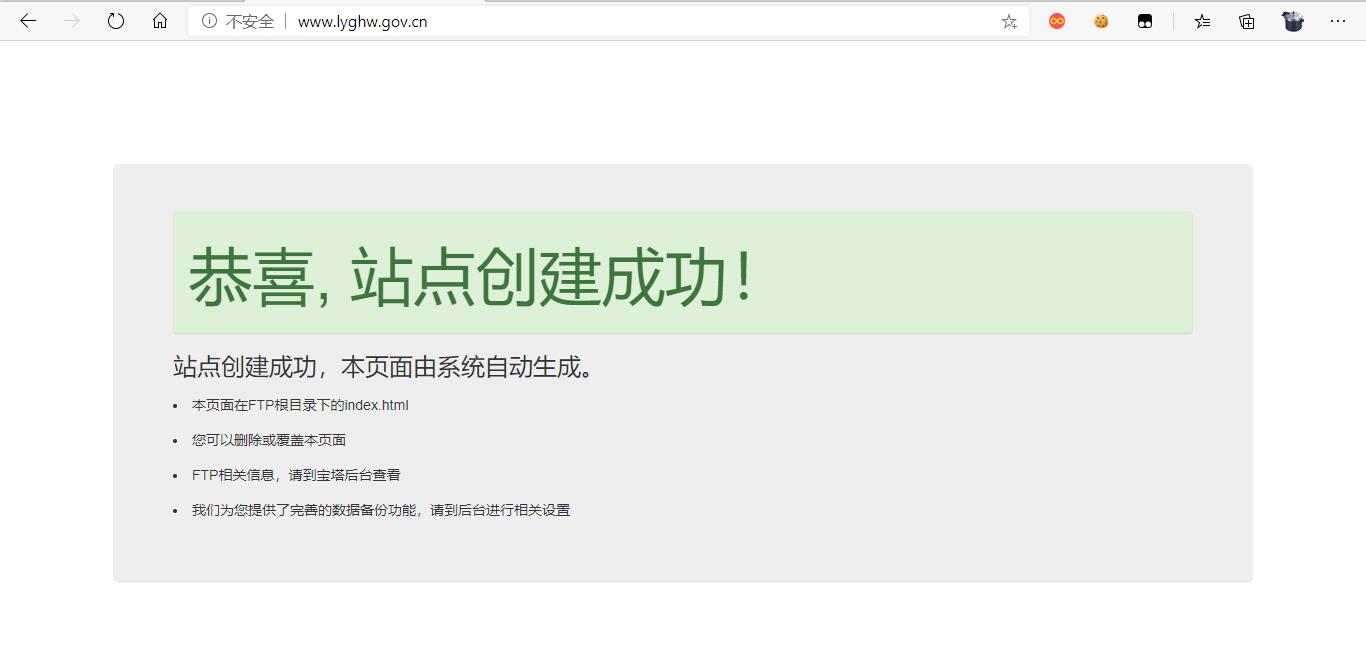 不安全 www.lyghw.gov.cn
恭喜, 站点创建成功！
站点创建成功，本页面由系统自动生成。
本页面在FTP根目录下的index.html
您可以删除或覆盖本页面
FTP相关信息，请到宝塔后台查看
我们为您提供了完善的数据备份功能，请到后台进行相关设置